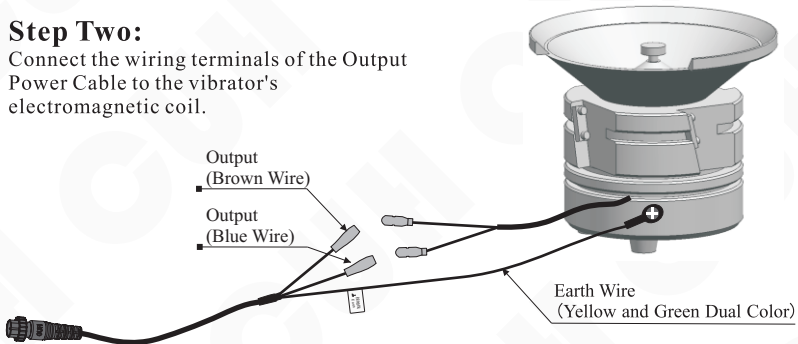 Step Two:
Connect the wiring terminals of the Output
Power Cable to the vibrator's
electromagnetic coil.
Output
(Brown Wire)
Output
(Blue Wire)
Earth Wire
(Yellow and Green Dual Color)